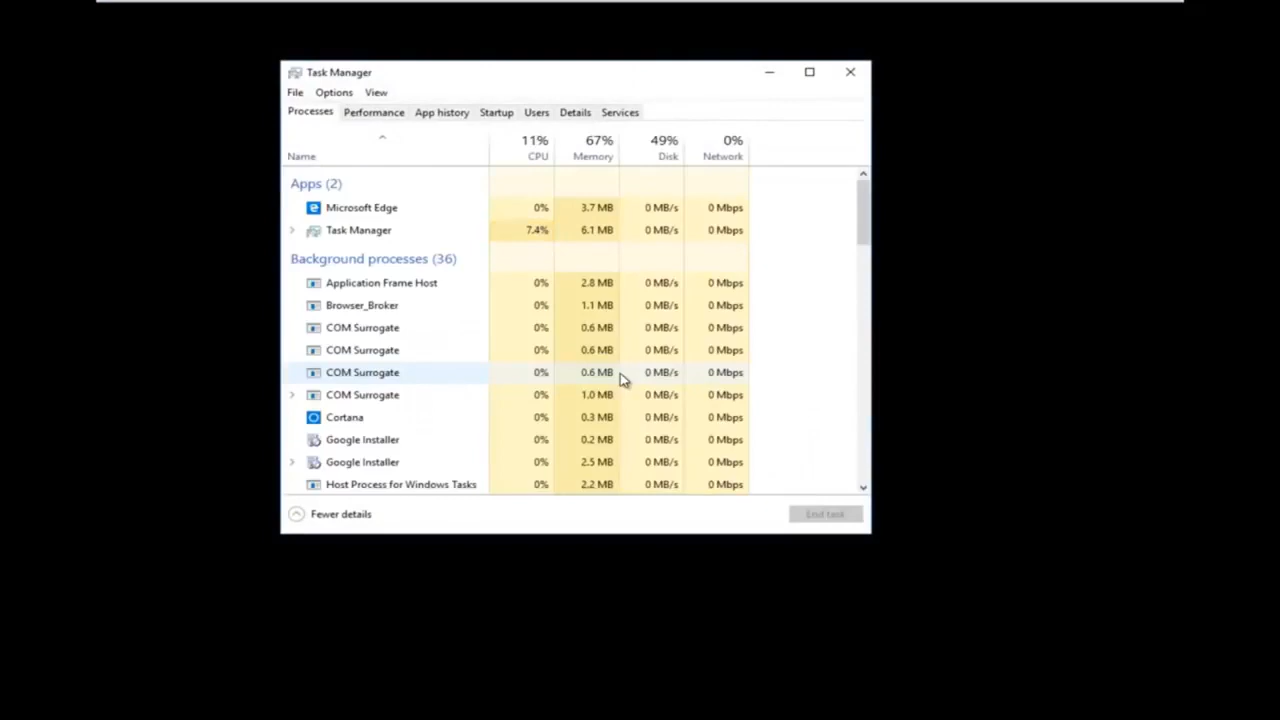 Task Manager
File Options View
Processes Performance App history Startup Users Details Services
11% 67% 49% 0%
Name CPU Memory Disk Network
Apps (2)
Microsoft Edge 0% 3.7 MB 0 MB/s 0 Mbps
Task Manager 7.4% 6.1 MB 0 MB/s 0 Mbps
Background processes (36)
Application Frame Host 0% 2.8 MB 0 MB/s 0 Mbps
Browser_Broker 0% 1.1 MB 0 MB/s 0 Mbps
COM Surrogate 0% 0.6 MB 0 MB/s 0 Mbps
COM Surrogate 0% 0.6 MB 0 MB/s 0 Mbps
COM Surrogate 0% 0.6 MB 0 MB/s 0 Mbps
COM Surrogate 0% 1.0 MB 0 MB/s 0 Mbps
Cortana 0% 0.3 MB 0 MB/s 0 Mbps
Google Installer 0% 0.2 MB 0 MB/s 0 Mbps
Google Installer 0% 2.5 MB 0 MB/s 0 Mbps
Host Process for Windows Tasks 0% 2.2 MB 0 MB/s 0 Mbps
Fewer details End task